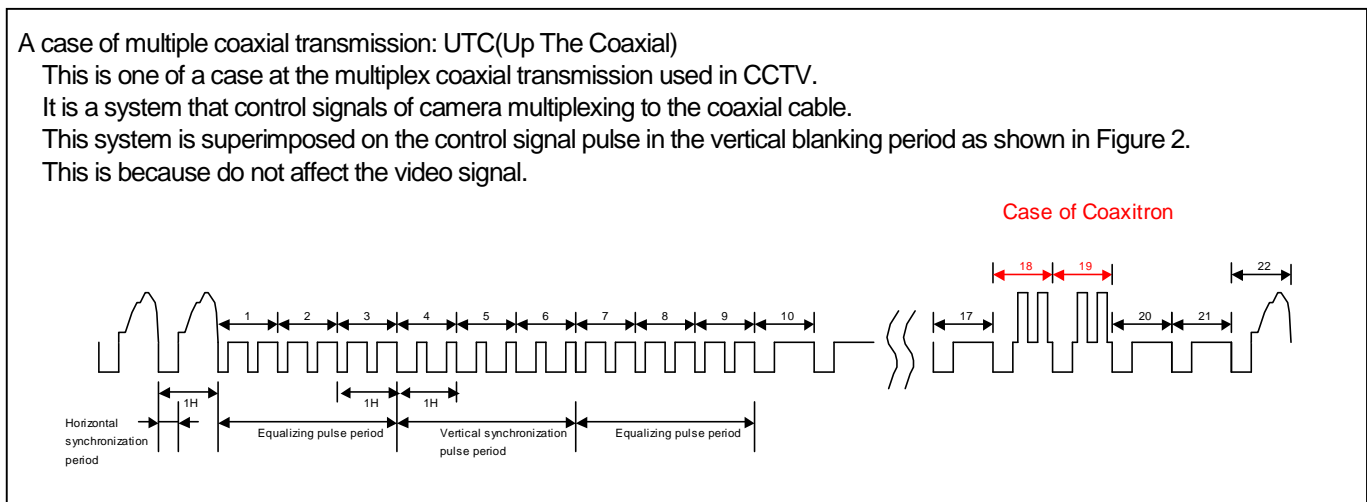 A case of multiple coaxial transmission: UTC(Up The Coaxial)
This is one of a case at the multiplex coaxial transmission used in CCTV.
It is a system that control signals of camera multiplexing to the coaxial cable.
This system is superimposed on the control signal pulse in the vertical blanking period as shown in Figure 2.
This is because do not affect the video signal.
Case of Coaxitron
1 2 3 4 5 6 7 8 9 10 17 18 19 20 21 22
1H 1H 1H
Horizontal
synchronization
period
Equalizing pulse period
Vertical synchronization
pulse period
Equalizing pulse period